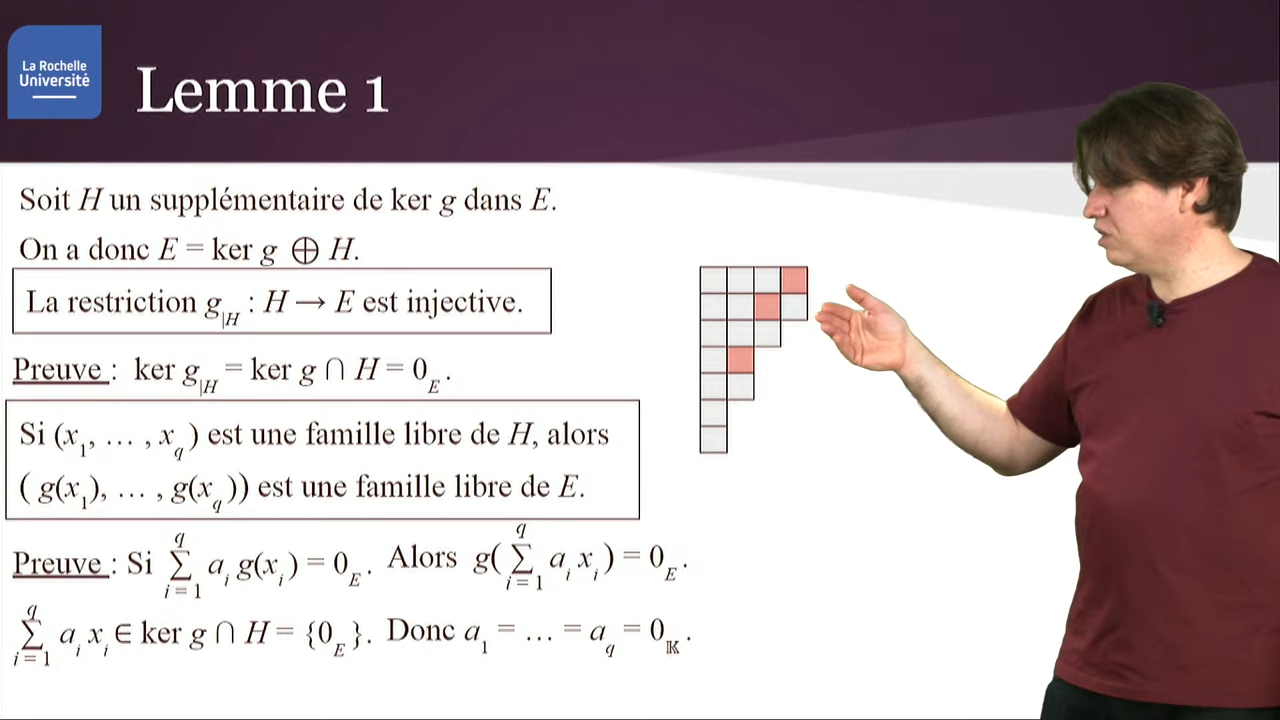 La Rochelle
Université
Lemme 1
Soit H un supplémentaire de ker g dans E.
On a donc E = ker g ⊕ H.
La restriction g_{|H} : H → E est injective.
Preuve : ker g_{|H} = ker g ∩ H = 0_E.
Si (x_1, … , x_q) est une famille libre de H, alors
( g(x_1), … , g(x_q)) est une famille libre de E.
Preuve : Si ∑_{i=1}^{q} a_i g(x_i) = 0_E. Alors g(∑_{i=1}^{q} a_i x_i) = 0_E.
∑_{i=1}^{q} a_i x_i ∈ ker g ∩ H = {0_E}. Donc a_1 = … = a_q = 0_𝕂.